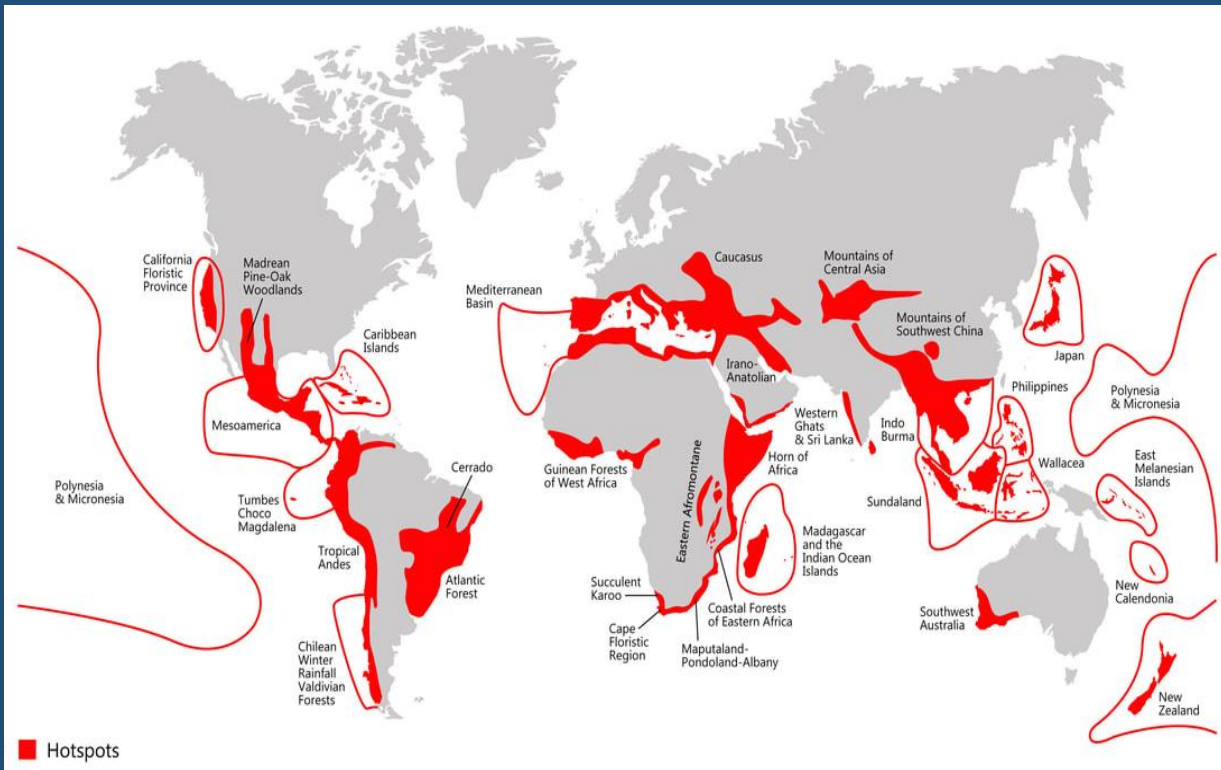 California
Floristic
Province
Madrean
Pine-Oak
Woodlands
Caribbean
Islands
Mesoamerica
Polynesia
& Micronesia
Tumbes
Choco
Magdalena
Tropical
Andes
Cerrado
Atlantic
Forest
Chilean
Winter
Rainfall
Valdivian
Forests
Mediterranean
Basin
Caucasus
Mountains of
Central Asia
Mountains of
Southwest China
Irano-
Anatolian
Western
Ghats
& Sri Lanka
Indo
Burma
Japan
Philippines
Polynesia
& Micronesia
Guinean Forests
of West Africa
Horn of
Africa
Eastern Afromontane
Sundaland
Wallacea
East
Melanesian
Islands
Madagascar
and the
Indian Ocean
Islands
Succulent
Karoo
Cape
Floristic
Region
Coastal Forests
of Eastern Africa
Maputaland-
Pondoland-Albany
Southwest
Australia
New
Calendonia
New
Zealand
Hotspots